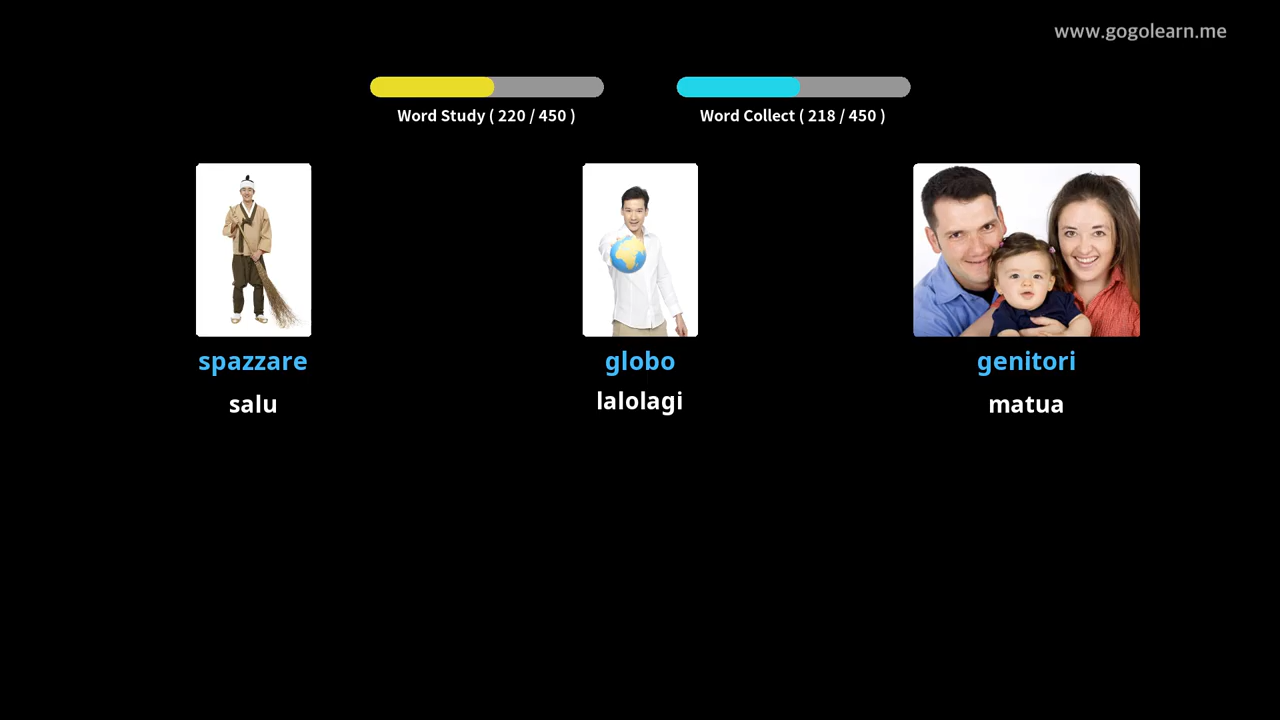 www.gogolearn.me
Word Study ( 220 / 450 )
Word Collect ( 218 / 450 )
spazzare
globo
genitori
salu
lalolagi
matua